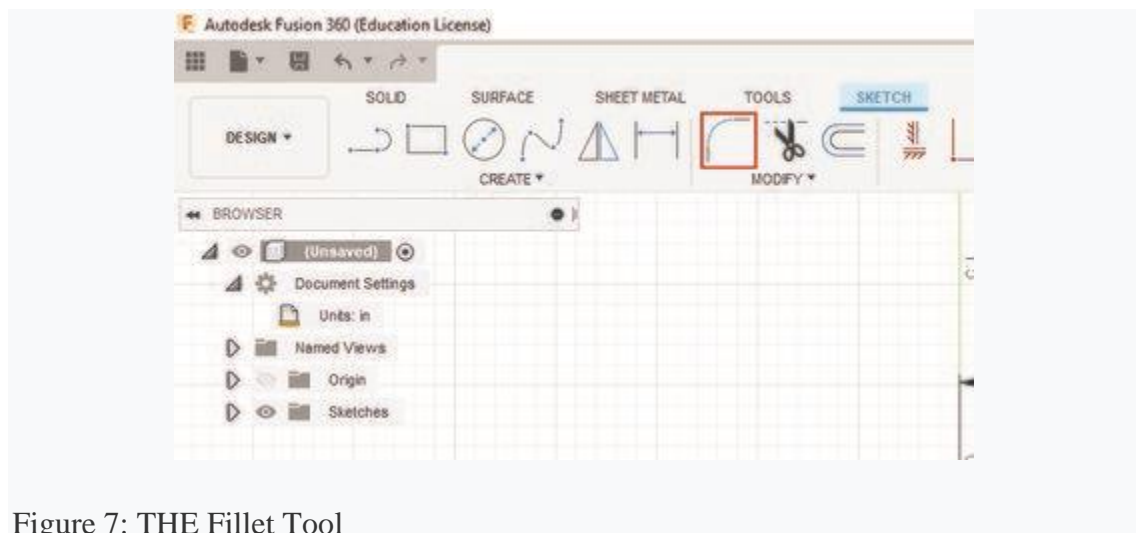 Autodesk Fusion 360 (Education License)
SOLID SURFACE SHEET METAL TOOLS SKETCH
DESIGN
CREATE MODIFY
BROWSER
(Unsaved)
Document Settings
Units: in
Named Views
Origin
Sketches
Figure 7: THE Fillet Tool